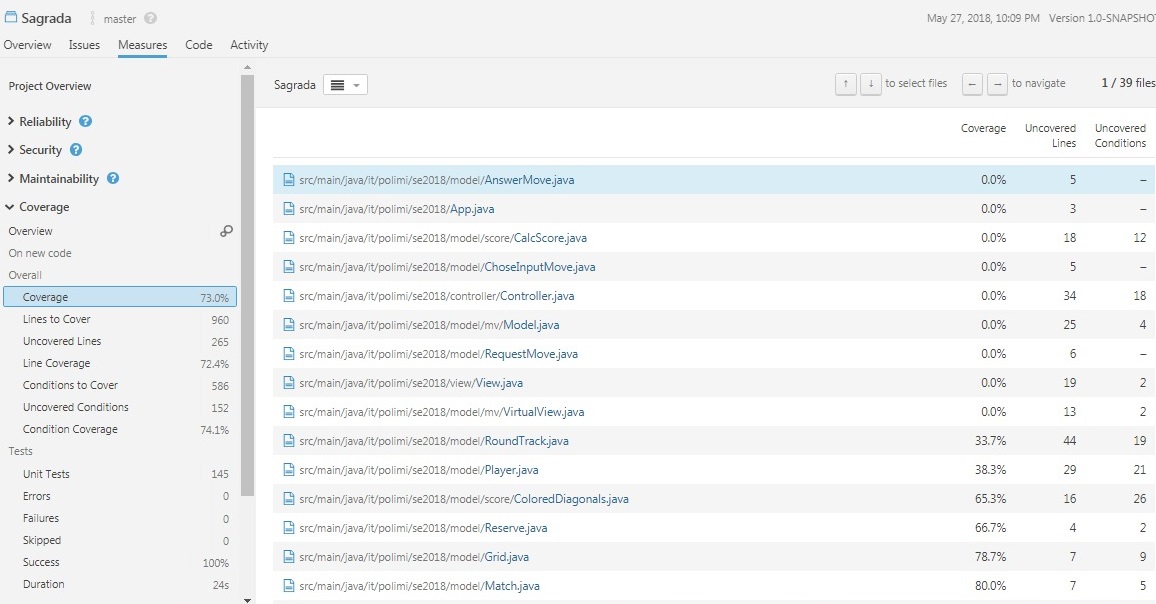 Sagrada master ? May 27, 2018, 10:09 PM Version 1.0-SNAPSHOT
Overview Issues Measures Code Activity
Project Overview
Reliability ?
Security ?
Maintainability ?
Coverage
Overview
On new code
Overall
Coverage 73.0%
Lines to Cover 960
Uncovered Lines 265
Line Coverage 72.4%
Conditions to Cover 586
Uncovered Conditions 152
Condition Coverage 74.1%
Tests
Unit Tests 145
Errors 0
Failures 0
Skipped 0
Success 100%
Duration 24s
Sagrada ↑ ↓ to select files ← → to navigate 1 / 39 files
Coverage Uncovered Lines Uncovered Conditions
src/main/java/it/polimi/se2018/model/AnswerMove.java 0.0% 5 –
src/main/java/it/polimi/se2018/App.java 0.0% 3 –
src/main/java/it/polimi/se2018/model/score/CalcScore.java 0.0% 18 12
src/main/java/it/polimi/se2018/model/ChoseInputMove.java 0.0% 5 –
src/main/java/it/polimi/se2018/controller/Controller.java 0.0% 34 18
src/main/java/it/polimi/se2018/model/mv/Model.java 0.0% 25 4
src/main/java/it/polimi/se2018/model/RequestMove.java 0.0% 6 –
src/main/java/it/polimi/se2018/view/View.java 0.0% 19 2
src/main/java/it/polimi/se2018/model/mv/VirtualView.java 0.0% 13 2
src/main/java/it/polimi/se2018/model/RoundTrack.java 33.7% 44 19
src/main/java/it/polimi/se2018/model/Player.java 38.3% 29 21
src/main/java/it/polimi/se2018/model/score/ColoredDiagonals.java 65.3% 16 26
src/main/java/it/polimi/se2018/model/Reserve.java 66.7% 4 2
src/main/java/it/polimi/se2018/model/Grid.java 78.7% 7 9
src/main/java/it/polimi/se2018/model/Match.java 80.0% 7 5